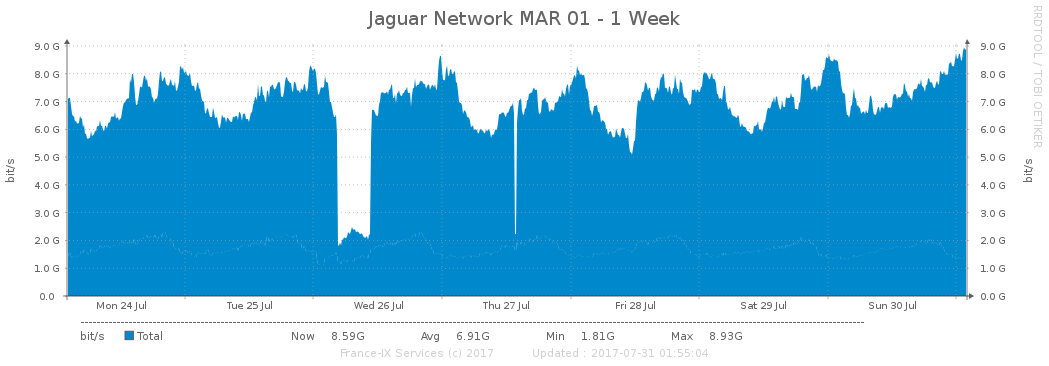 Jaguar Network MAR 01 - 1 Week
RRDTOOL / TOBI OETIKER
9.0 G 9.0 G
8.0 G 8.0 G
7.0 G 7.0 G
6.0 G 6.0 G
5.0 G 5.0 G
4.0 G 4.0 G
3.0 G 3.0 G
2.0 G 2.0 G
1.0 G 1.0 G
0.0 0.0 G
bit/s bit/s
Mon 24 Jul Tue 25 Jul Wed 26 Jul Thu 27 Jul Fri 28 Jul Sat 29 Jul Sun 30 Jul
bit/s Total Now 8.59G Avg 6.91G Min 1.81G Max 8.93G
France-IX Services (c) 2017 Updated : 2017-07-31 01:55:04